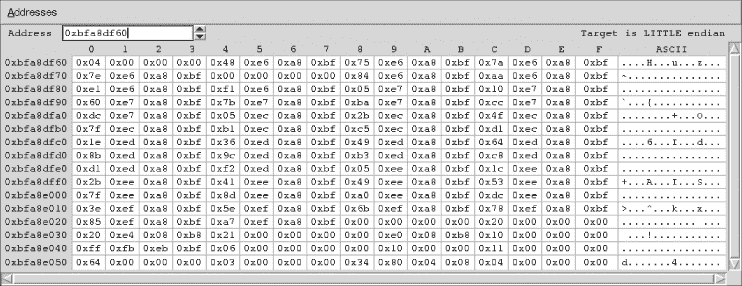 Addresses
Address 0xbfa8df60 Target is LITTLE endian
0 1 2 3 4 5 6 7 8 9 A B C D E F ASCII
0xbfa8df60 0x04 0x00 0x00 0x00 0x48 0xe6 0xa8 0xbf 0x75 0xe6 0xa8 0xbf 0x7a 0xe6 0xa8 0xbf ....H...u...z...
0xbfa8df70 0x7e 0xe6 0xa8 0xbf 0x00 0x00 0x00 0x00 0x84 0xe6 0xa8 0xbf 0xaa 0xe6 0xa8 0xbf ~...............
0xbfa8df80 0xe1 0xe6 0xa8 0xbf 0xf1 0xe6 0xa8 0xbf 0x05 0xe7 0xa8 0xbf 0x10 0xe7 0xa8 0xbf ................
0xbfa8df90 0x60 0xe7 0xa8 0xbf 0x7b 0xe7 0xa8 0xbf 0xba 0xe7 0xa8 0xbf 0xcc 0xe7 0xa8 0xbf `...{...........
0xbfa8dfa0 0xdc 0xe7 0xa8 0xbf 0x05 0xec 0xa8 0xbf 0x2b 0xec 0xa8 0xbf 0x4f 0xec 0xa8 0xbf ........+...O...
0xbfa8dfb0 0x7f 0xec 0xa8 0xbf 0xb1 0xec 0xa8 0xbf 0xc5 0xec 0xa8 0xbf 0xd1 0xec 0xa8 0xbf ................
0xbfa8dfc0 0x1e 0xed 0xa8 0xbf 0x36 0xed 0xa8 0xbf 0x49 0xed 0xa8 0xbf 0x64 0xed 0xa8 0xbf ....6...I...d...
0xbfa8dfd0 0x8b 0xed 0xa8 0xbf 0x9c 0xed 0xa8 0xbf 0xb3 0xed 0xa8 0xbf 0xc8 0xed 0xa8 0xbf ................
0xbfa8dfe0 0xd1 0xed 0xa8 0xbf 0xf2 0xed 0xa8 0xbf 0x05 0xee 0xa8 0xbf 0x1c 0xee 0xa8 0xbf ................
0xbfa8dff0 0x2b 0xee 0xa8 0xbf 0x41 0xee 0xa8 0xbf 0x49 0xee 0xa8 0xbf 0x53 0xee 0xa8 0xbf +...A...I...S...
0xbfa8e000 0x7f 0xee 0xa8 0xbf 0x8d 0xee 0xa8 0xbf 0xa0 0xee 0xa8 0xbf 0xdc 0xee 0xa8 0xbf ................
0xbfa8e010 0x3e 0xef 0xa8 0xbf 0x5e 0xef 0xa8 0xbf 0x6b 0xef 0xa8 0xbf 0x78 0xef 0xa8 0xbf >...^...k...x...
0xbfa8e020 0x85 0xef 0xa8 0xbf 0xa7 0xef 0xa8 0xbf 0x00 0x00 0x00 0x00 0x20 0x00 0x00 0x00 ............ ...
0xbfa8e030 0x20 0xe4 0x08 0xb8 0x21 0x00 0x00 0x00 0x00 0xe0 0x08 0xb8 0x10 0x00 0x00 0x00 ...!...........
0xbfa8e040 0xff 0xfb 0xeb 0xbf 0x06 0x00 0x00 0x00 0x00 0x10 0x00 0x00 0x11 0x00 0x00 0x00 ................
0xbfa8e050 0x64 0x00 0x00 0x00 0x03 0x00 0x00 0x00 0x34 0x80 0x04 0x08 0x04 0x00 0x00 0x00 d.......4.......